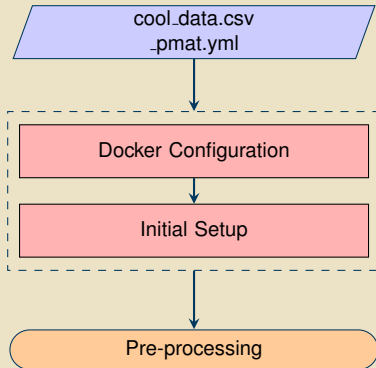 cool_data.csv
_pmat.yml
Docker Configuration
Initial Setup
Pre-processing